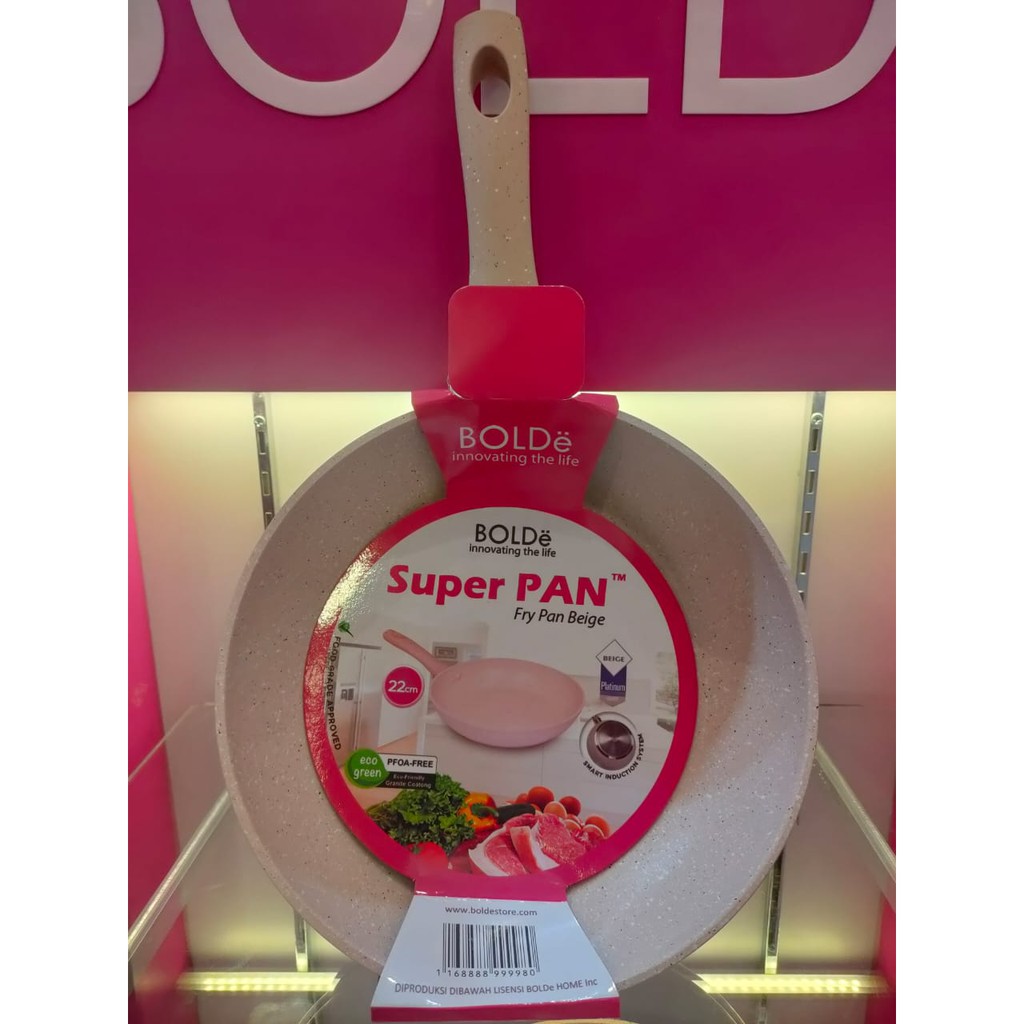 BOLD
BOLDë
innovating the life
BOLDë
innovating the life
Super PAN™
Fry Pan Beige
FOOD GRADE APPROVED
22cm
BEIGE
Platinum
SMART INDUCTION SYSTEM
eco
green
PFOA-FREE
Eco-Friendly
Granite Coating
www.boldestore.com
1 168888 999980
DIPRODUKSI DIBAWAH LISENSI BOLDe HOME Inc